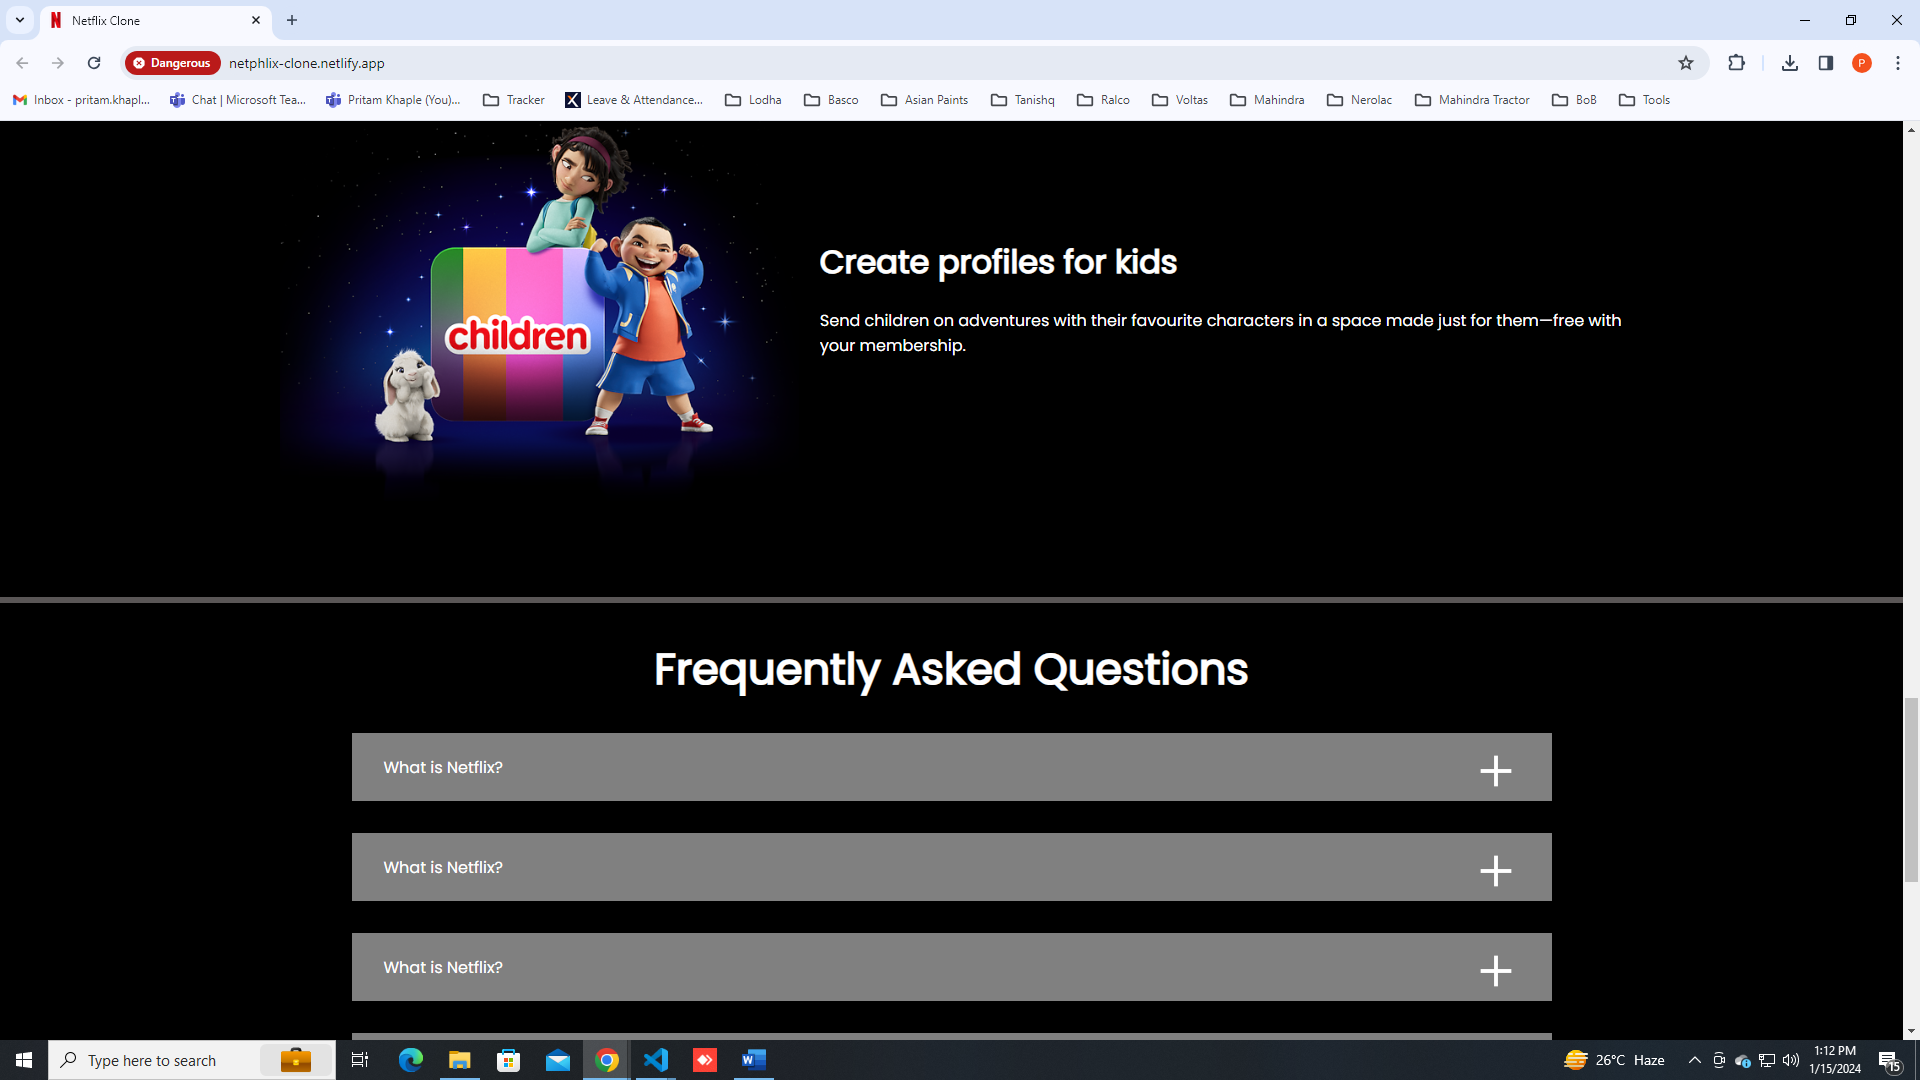 Netflix Clone
Dangerous
netphlix-clone.netlify.app
P
Inbox - pritam.khapl...
Chat | Microsoft Tea...
Pritam Khaple (You)...
Tracker
Leave & Attendance...
Lodha
Basco
Asian Paints
Tanishq
Ralco
Voltas
Mahindra
Nerolac
Mahindra Tractor
BoB
Tools
children
Create profiles for kids
Send children on adventures with their favourite characters in a space made just for them—free with
your membership.
Frequently Asked Questions
What is Netflix?
What is Netflix?
What is Netflix?
Type here to search
26°C Haze
1:12 PM
1/15/2024
15